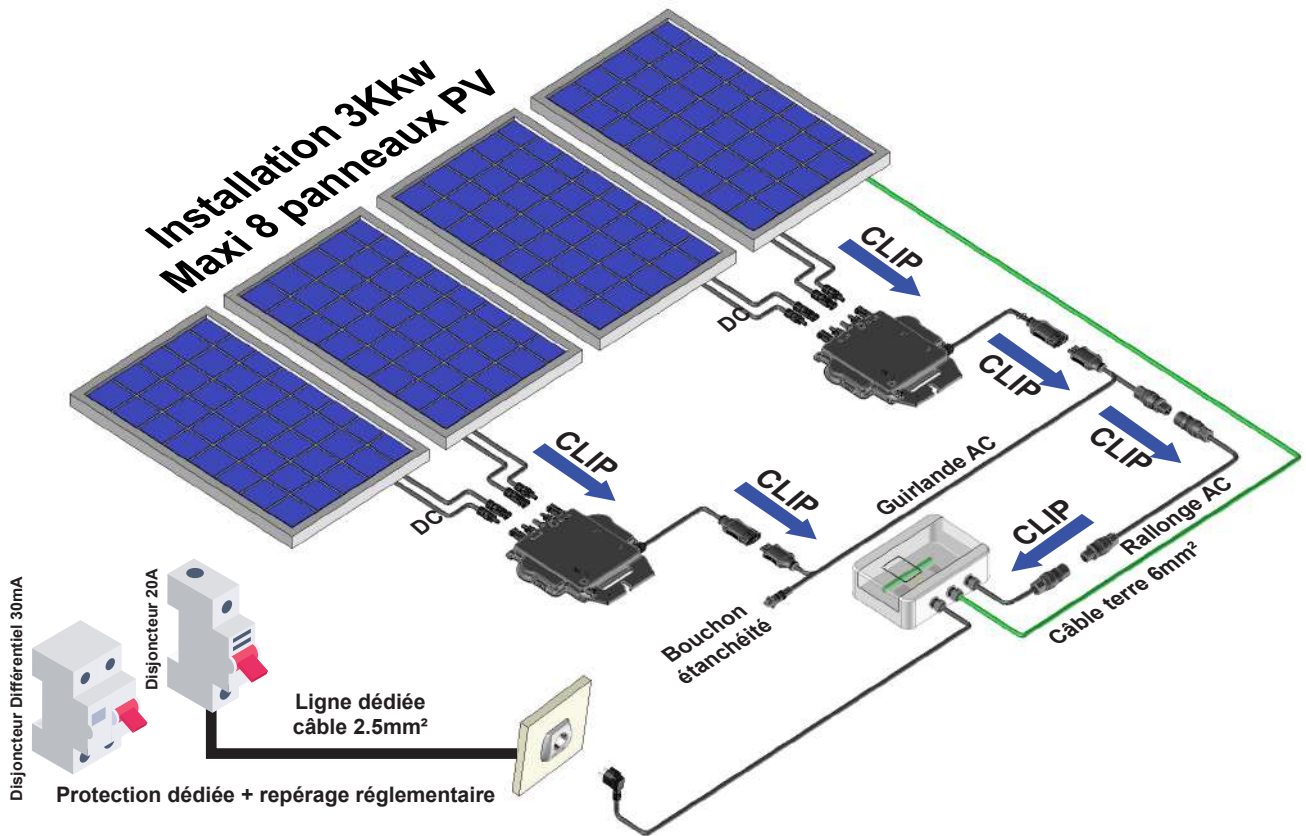 Installation 3Kkw
Maxi 8 panneaux PV
CLIP
DC
CLIP
CLIP
CLIP
DC
CLIP
Guirlande AC
CLIP
Rallonge AC
Câble terre 6mm²
Bouchon
étanchéité
Disjoncteur Différentiel 30mA
Disjoncteur 20A
Ligne dédiée
câble 2.5mm²
Protection dédiée + repérage réglementaire